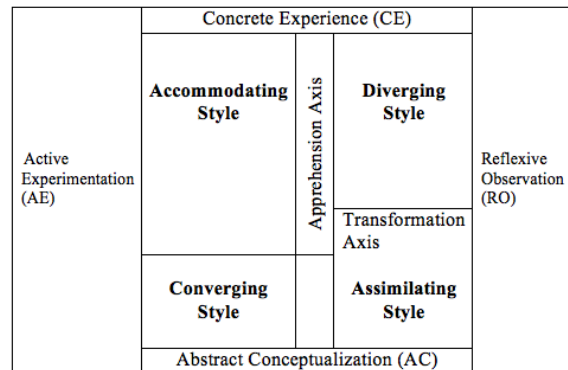 Concrete Experience (CE)
Accommodating
Style
Apprehension Axis
Diverging
Style
Active
Experimentation
(AE)
Reflexive
Observation
(RO)
Transformation
Axis
Converging
Style
Assimilating
Style
Abstract Conceptualization (AC)